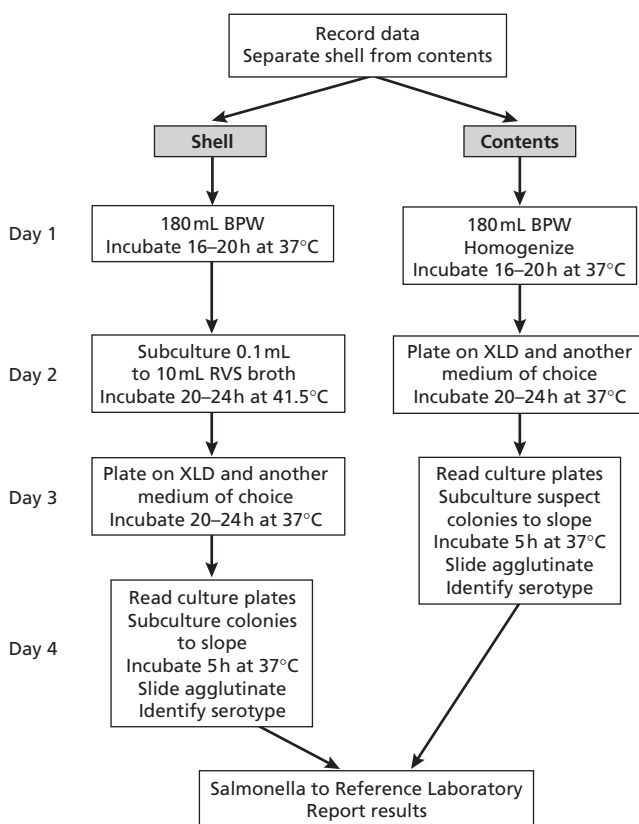 Record data
Separate shell from contents
Shell
Contents
Day 1
180 mL BPW
Incubate 16–20 h at 37°C
180 mL BPW
Homogenize
Incubate 16–20 h at 37°C
Day 2
Subculture 0.1 mL
to 10 mL RVS broth
Incubate 20–24 h at 41.5°C
Plate on XLD and another
medium of choice
Incubate 20–24 h at 37°C
Day 3
Plate on XLD and another
medium of choice
Incubate 20–24 h at 37°C
Read culture plates
Subculture suspect
colonies to slope
Incubate 5 h at 37°C
Slide agglutinate
Identify serotype
Day 4
Read culture plates
Subculture colonies
to slope
Incubate 5 h at 37°C
Slide agglutinate
Identify serotype
Salmonella to Reference Laboratory
Report results